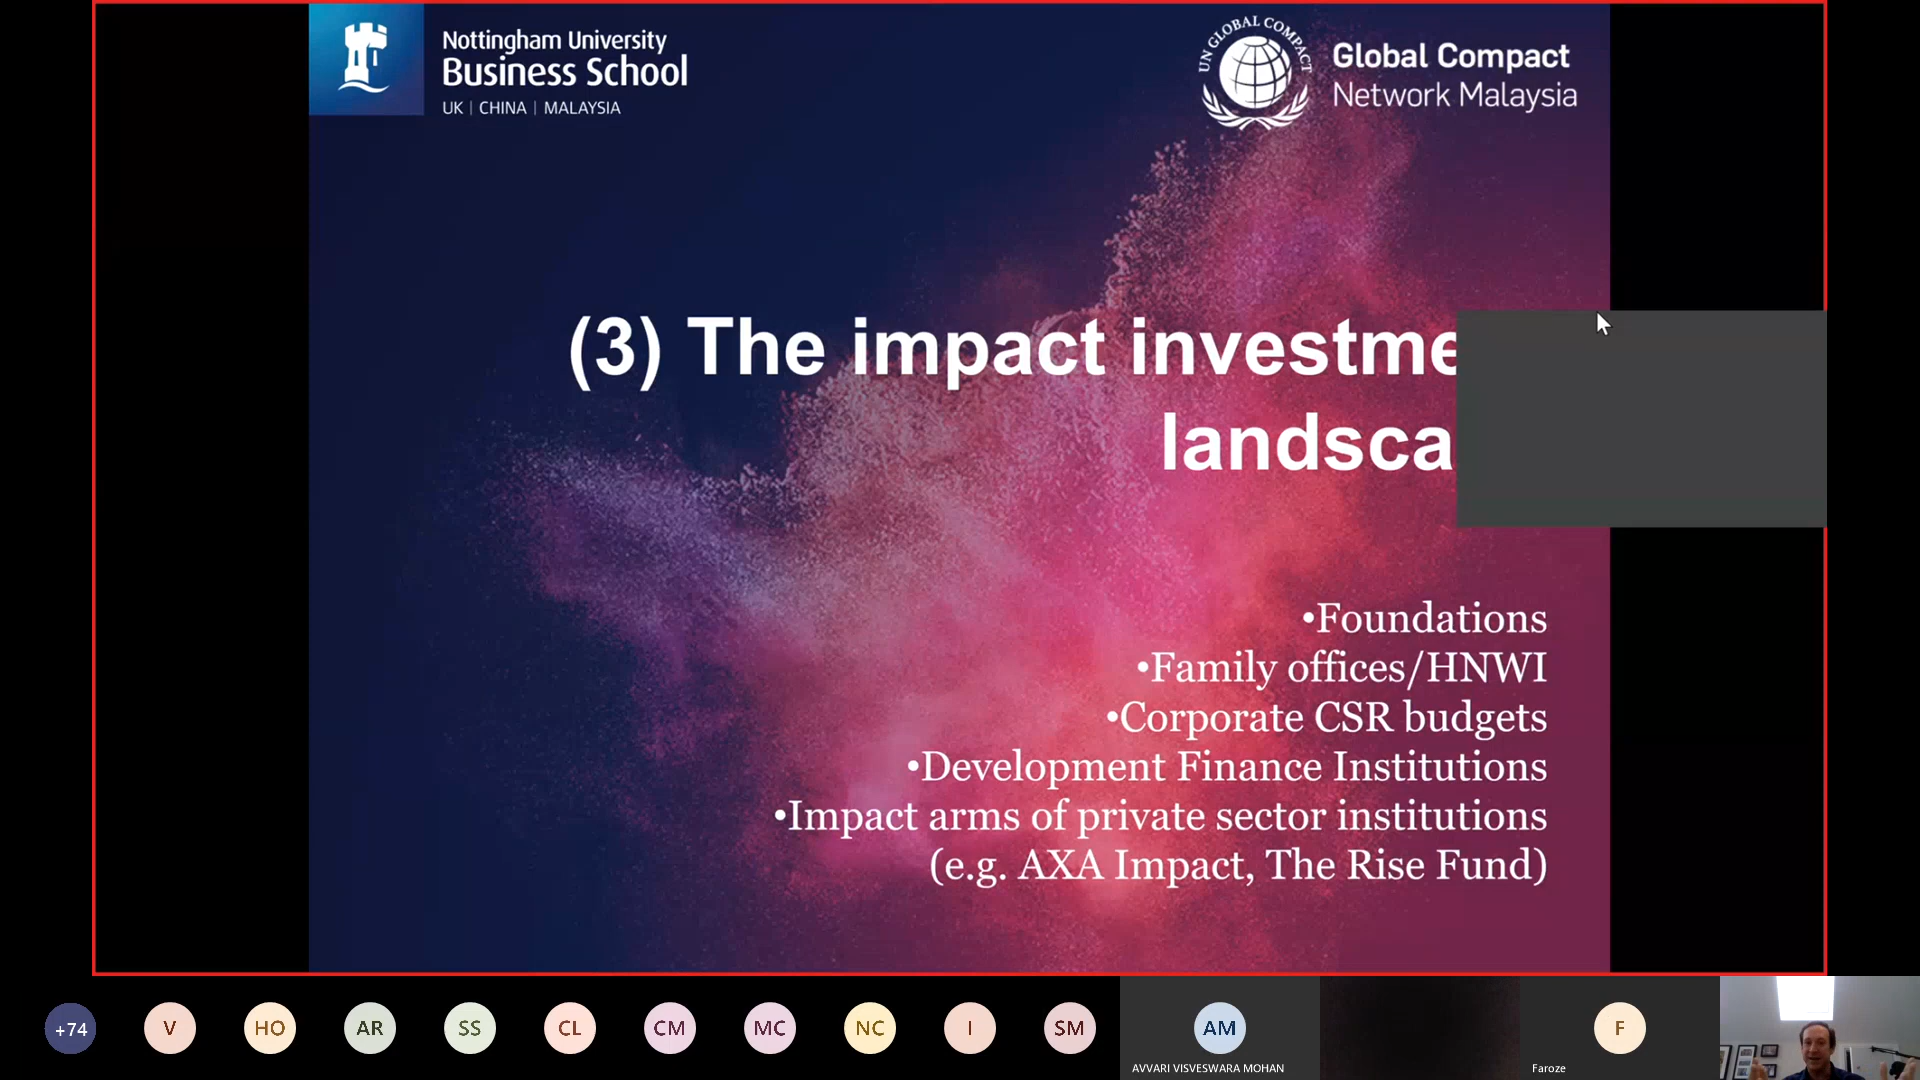 Nottingham University
Business School
UK | CHINA | MALAYSIA
UN GLOBAL COMPACT
Global Compact
Network Malaysia
(3) The impact investme
landsca
•Foundations
•Family offices/HNWI
•Corporate CSR budgets
•Development Finance Institutions
•Impact arms of private sector institutions
(e.g. AXA Impact, The Rise Fund)
+74
V
HO
AR
SS
CL
CM
MC
NC
I
SM
AM
F
AVVARI VISVESWARA MOHAN
Faroze